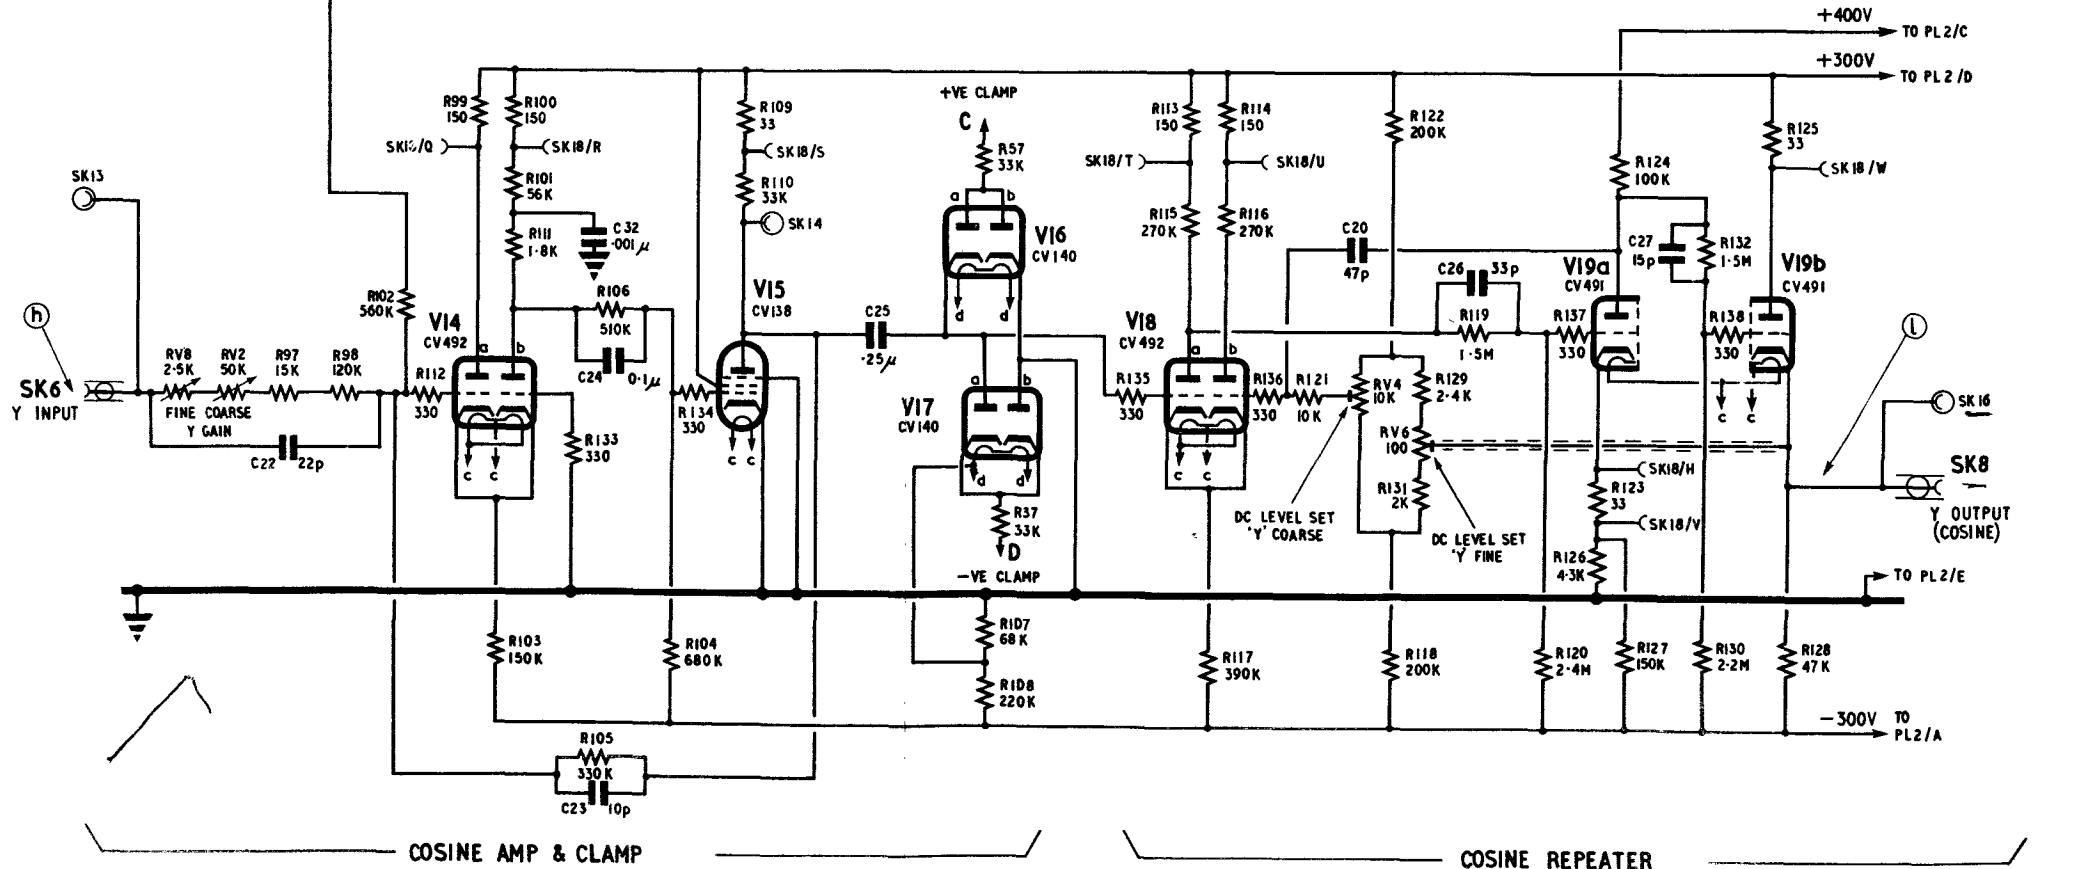 +400V
TO PL2/C
+300V
TO PL2/D
R99
150
R100
150
R109
33
+VE CLAMP
C
R57
33K
R113
150
R114
150
R122
200K
R125
33
SK18/Q
SK18/R
SK18/S
SK18/T
SK18/U
SK18/W
R124
100K
SK13
R101
56K
R110
33K
a
b
SK14
R111
1.8K
C32
.001μ
V16
CV140
R115
270K
R116
270K
C20
47p
C27
15p
R132
1.5M
V19a
CV491
V19b
CV491
C26
33p
d
d
h
R102
560K
R106
510K
C24
0.1μ
V15
CV138
C25
.25μ
V14
CV492
a
b
V18
CV492
a
b
R119
1.5M
R137
330
R138
330
l
SK6
Y INPUT
RV8
2.5K
RV2
50K
R97
15K
R98
120K
FINE
COARSE
Y GAIN
C22
22p
R112
330
R133
330
R134
330
V17
CV140
a
b
R135
330
R136
330
R121
10K
RV4
10K
R129
2.4K
RV6
100
R131
2K
c
c
c
c
d
d
c
c
c
c
SK16
SK8
Y OUTPUT
(COSINE)
SK18/H
R123
33
SK18/V
R126
4.3K
R37
33K
D
-VE CLAMP
DC LEVEL SET
'Y' COARSE
DC LEVEL SET
'Y' FINE
TO PL2/E
R103
150K
R104
680K
R107
68K
R108
220K
R117
390K
R118
200K
R120
2.4M
R127
150K
R130
2.2M
R128
47K
-300V
TO
PL2/A
R105
330K
C23
10p
COSINE AMP & CLAMP
COSINE REPEATER